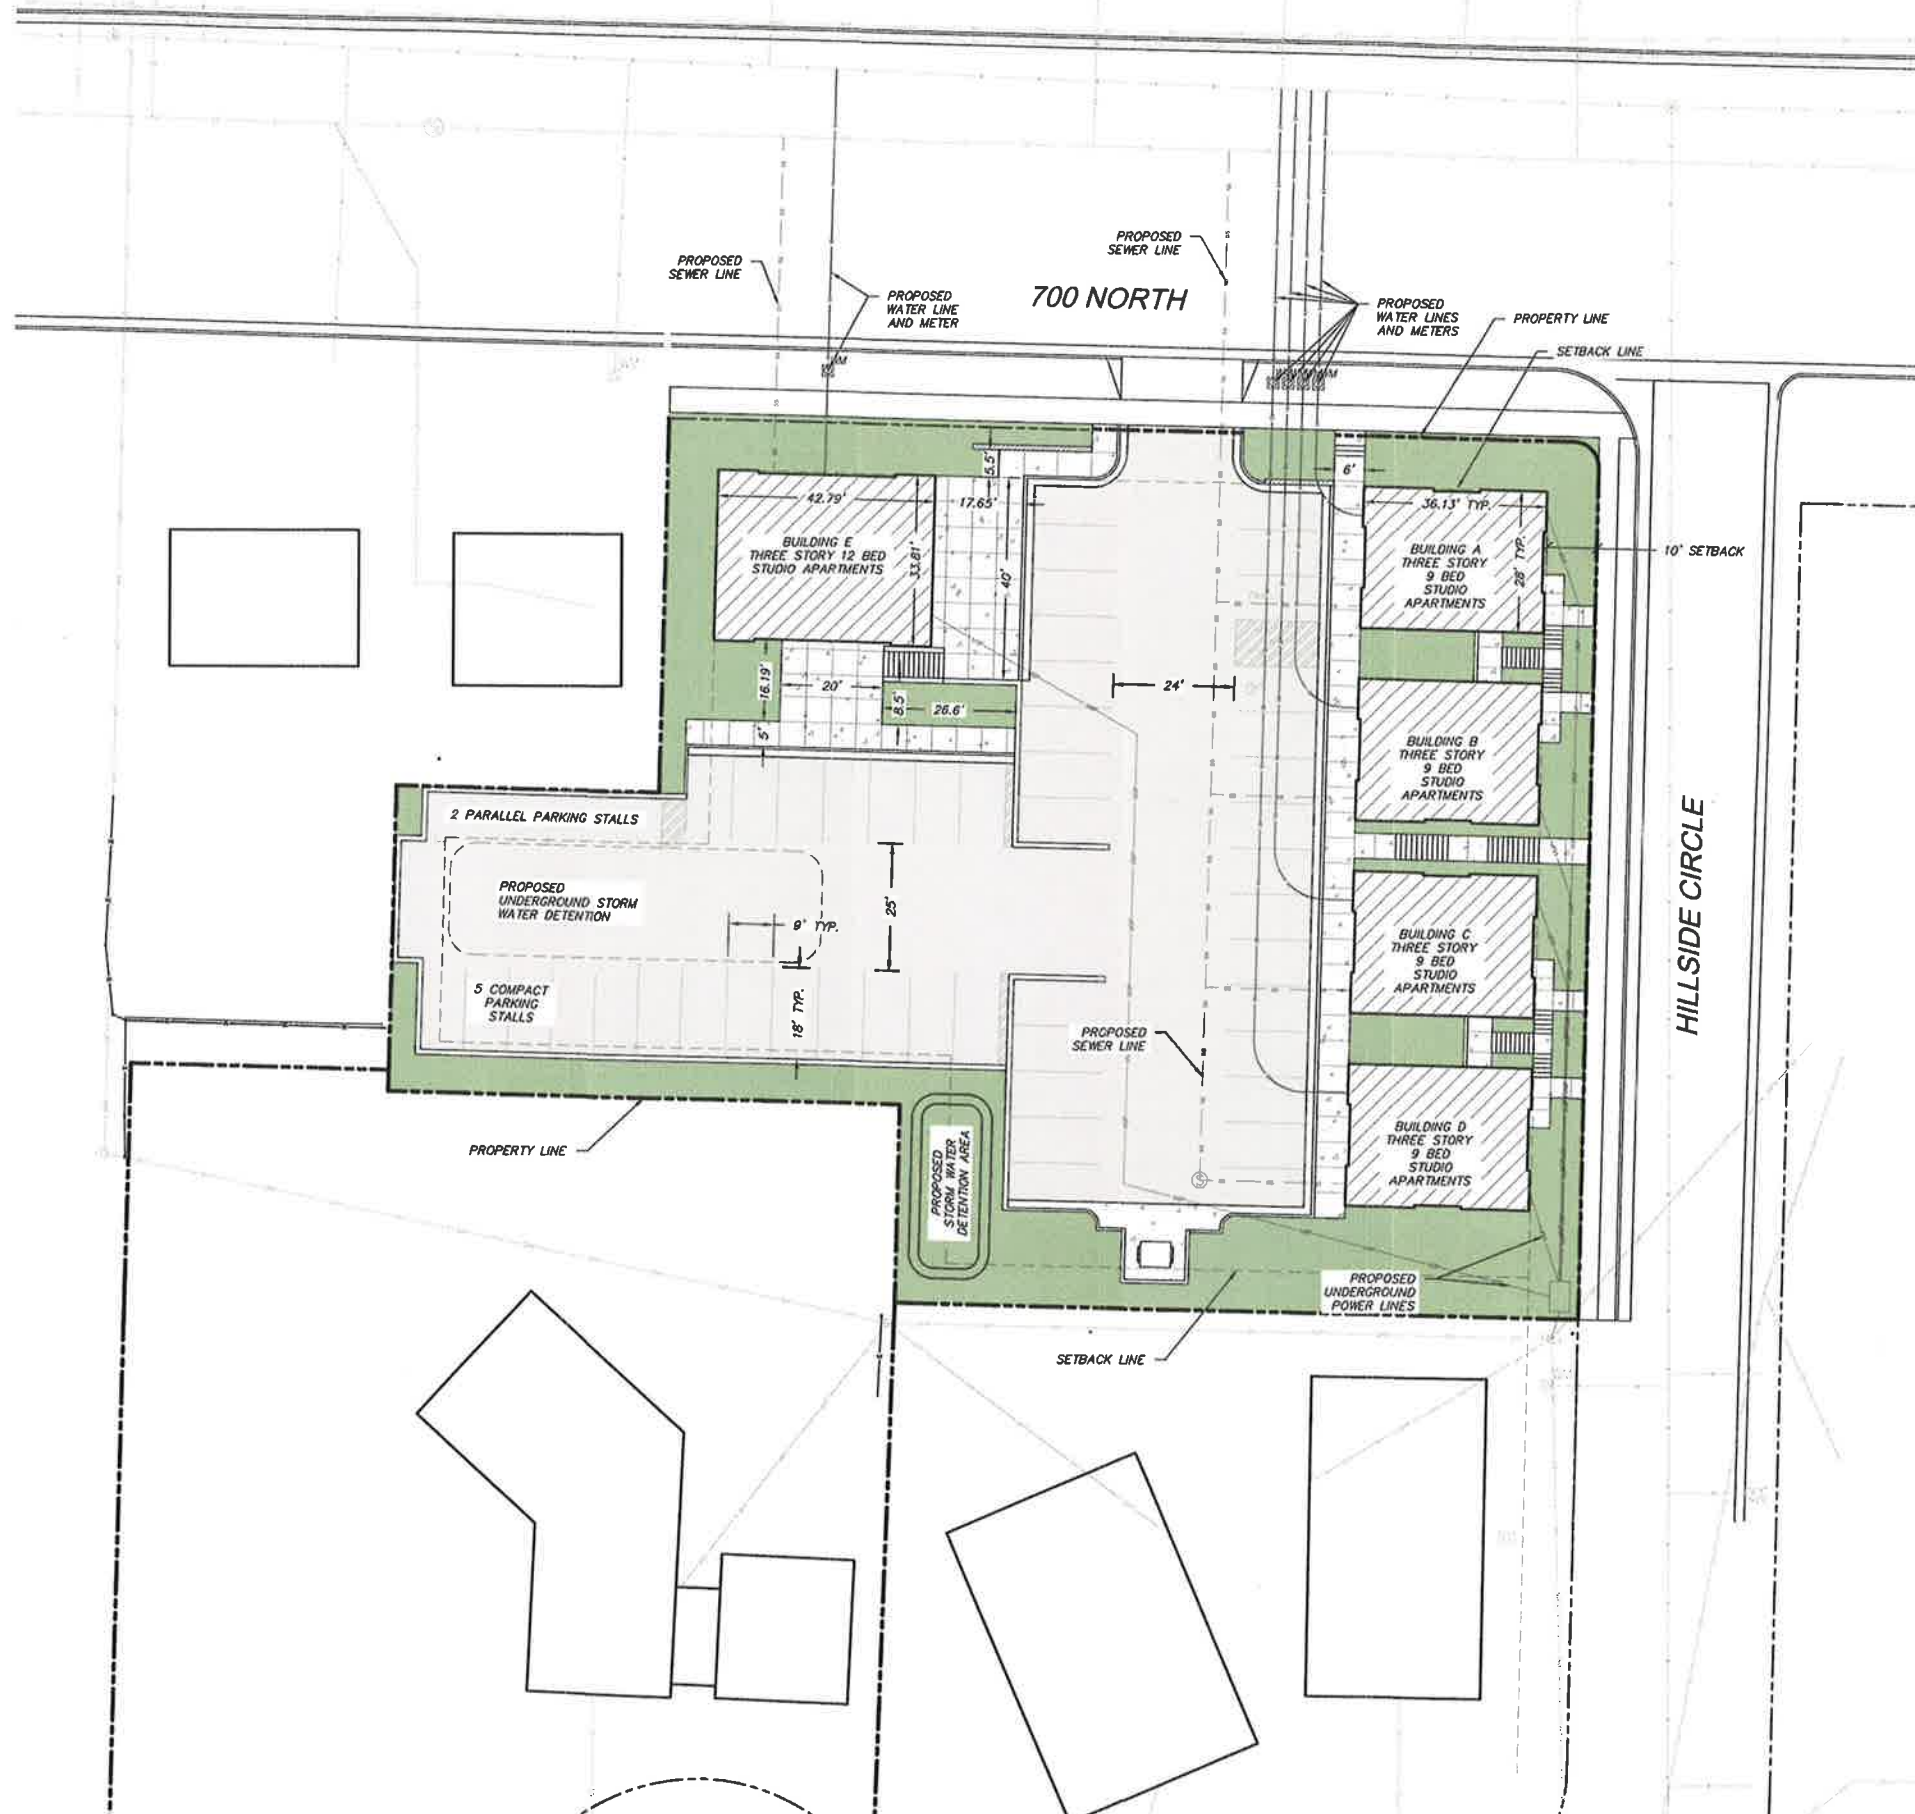 PROPOSED
SEWER LINE
PROPOSED
SEWER LINE
700 NORTH
PROPOSED
WATER LINE
AND METER
PROPOSED
WATER LINES
AND METERS
PROPERTY LINE
SETBACK LINE
5.5'
6'
42.79'
17.65'
36.13' TYP.
BUILDING E
THREE STORY 12 BED
STUDIO APARTMENTS
33.81'
40'
BUILDING A
THREE STORY
9 BED
STUDIO
APARTMENTS
28' TYP.
10' SETBACK
16.19'
20'
8.5'
26.6'
24'
5'
BUILDING B
THREE STORY
9 BED
STUDIO
APARTMENTS
2 PARALLEL PARKING STALLS
PROPOSED
UNDERGROUND STORM
WATER DETENTION
9' TYP.
25'
HILLSIDE CIRCLE
BUILDING C
THREE STORY
9 BED
STUDIO
APARTMENTS
5 COMPACT
PARKING
STALLS
18' TYP.
PROPOSED
SEWER LINE
PROPERTY LINE
PROPOSED
STORM WATER
DETENTION AREA
S
BUILDING D
THREE STORY
9 BED
STUDIO
APARTMENTS
PROPOSED
UNDERGROUND
POWER LINES
SETBACK LINE